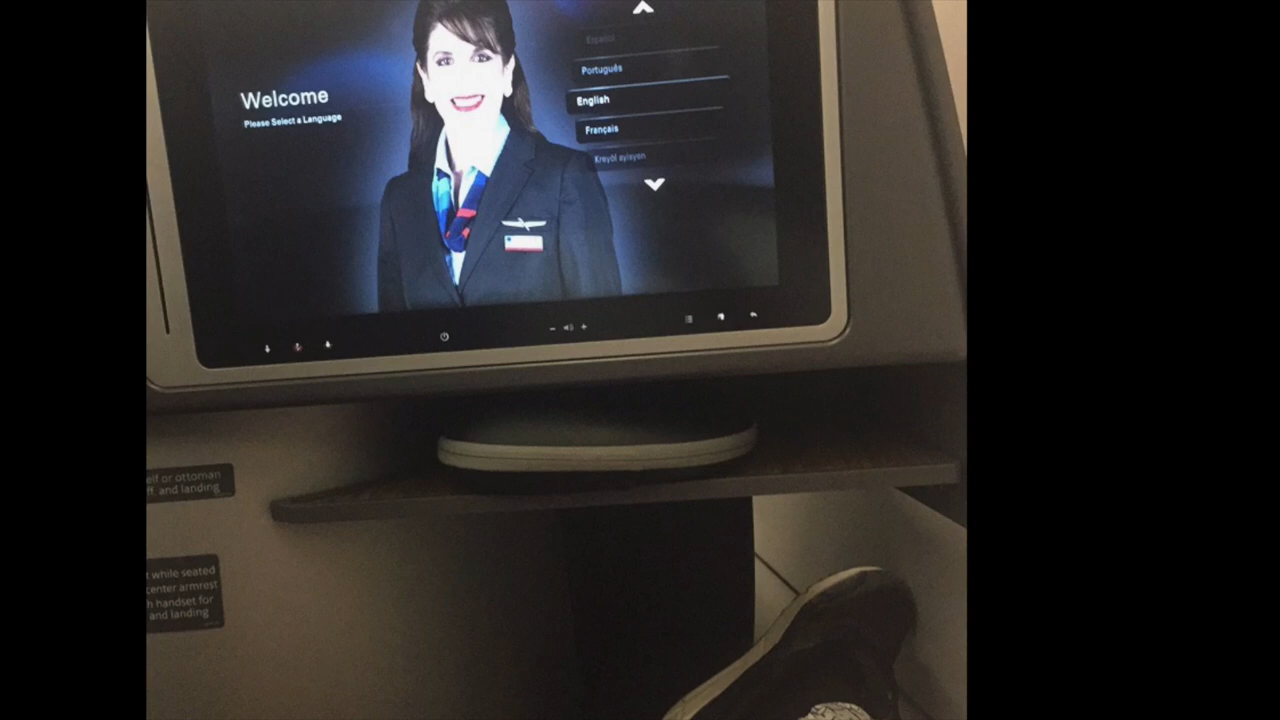 Welcome
Please Select a Language
Español
Português
English
Français
Kreyòl ayisyen
elf or ottoman
ff, and landing
t while seated
center armrest
h handset for
and landing